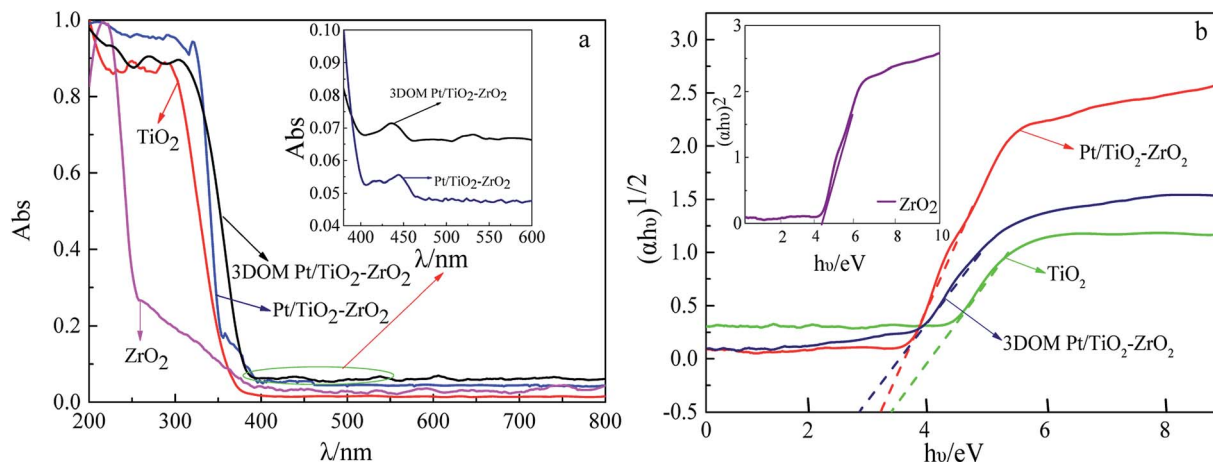 a
Abs
1.0
0.8
0.6
0.4
0.2
0.0
200
300
400
500
600
700
800
λ/nm
TiO2
ZrO2
3DOM Pt/TiO2-ZrO2
Pt/TiO2-ZrO2
Abs
0.10
0.09
0.08
0.07
0.06
0.05
0.04
400
450
500
550
600
λ/nm
3DOM Pt/TiO2-ZrO2
Pt/TiO2-ZrO2
b
(αhυ)1/2
3.0
2.5
2.0
1.5
1.0
0.5
0.0
-0.5
0
2
4
6
8
hυ/eV
Pt/TiO2-ZrO2
TiO2
3DOM Pt/TiO2-ZrO2
(αhυ)2
3
2
1
0
2
4
6
8
10
hυ/eV
ZrO2